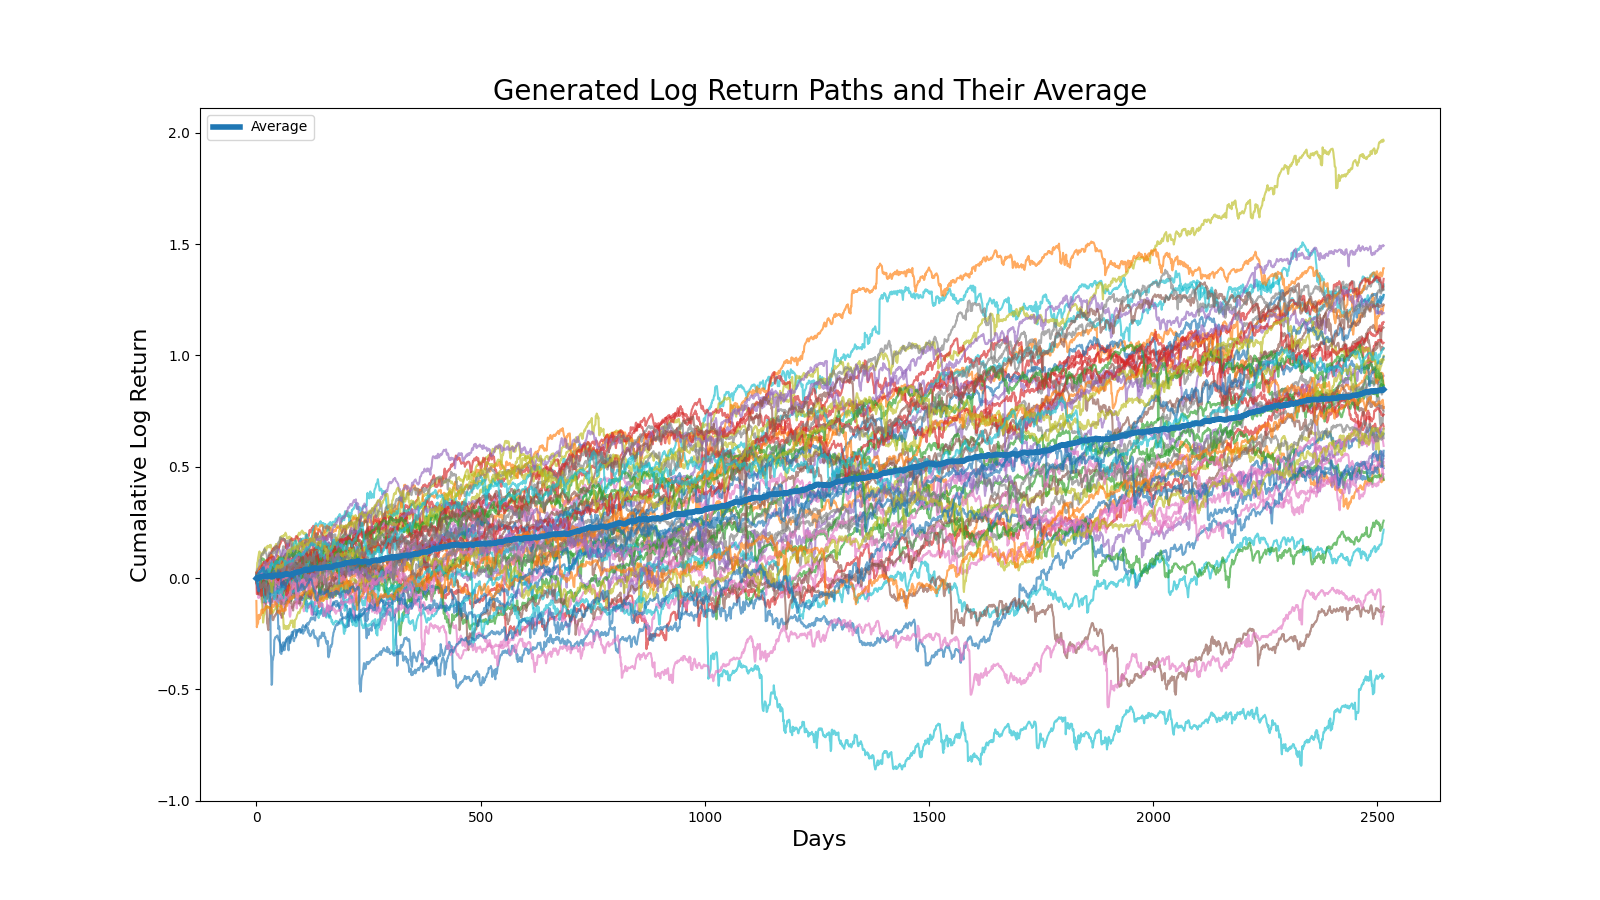 Generated Log Return Paths and Their Average
Average
2.0
1.5
1.0
0.5
0.0
−0.5
−1.0
Cumalative Log Return
0 500 1000 1500 2000 2500
Days